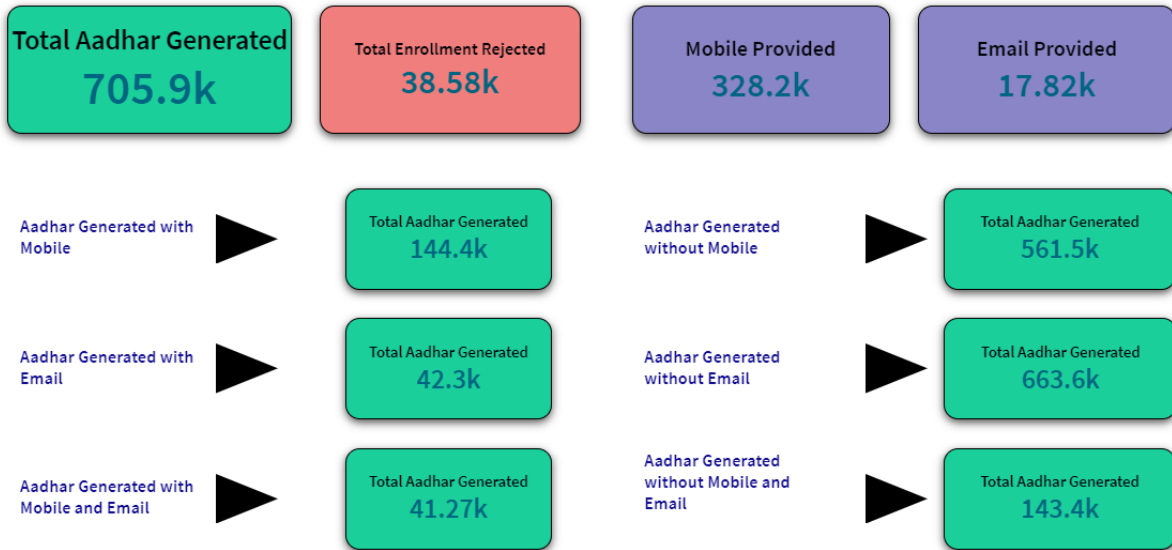 Total Aadhar Generated
705.9k
Total Enrollment Rejected
38.58k
Mobile Provided
328.2k
Email Provided
17.82k
Aadhar Generated with
Mobile
Total Aadhar Generated
144.4k
Aadhar Generated
without Mobile
Total Aadhar Generated
561.5k
Aadhar Generated with
Email
Total Aadhar Generated
42.3k
Aadhar Generated
without Email
Total Aadhar Generated
663.6k
Aadhar Generated with
Mobile and Email
Total Aadhar Generated
41.27k
Aadhar Generated
without Mobile and
Email
Total Aadhar Generated
143.4k